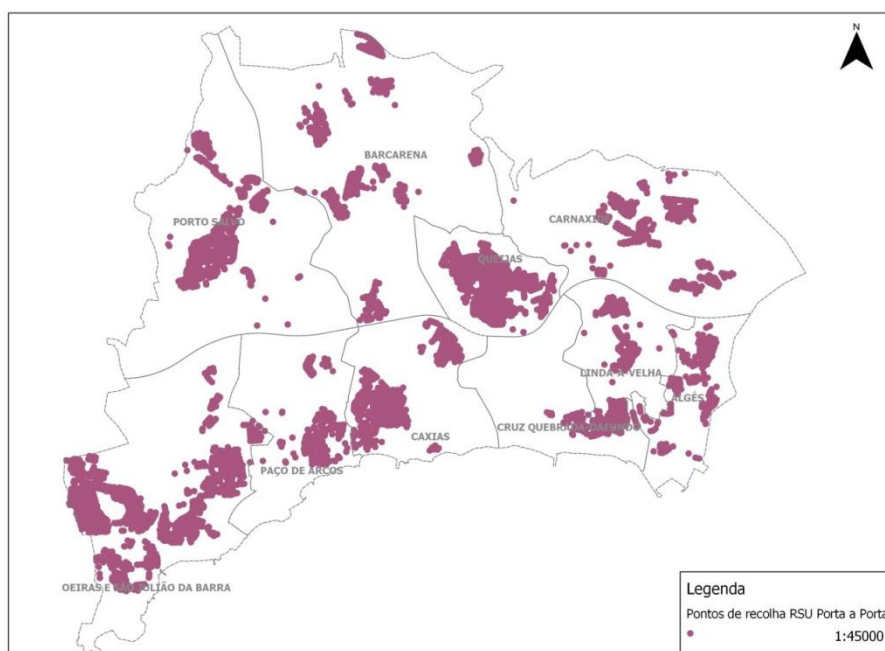 N
BARCARENA
CARNAXIDE
PORTO SALVO
QUEIJAS
LINDA-A-VELHA
ALGÉS
CRUZ QUEBRADA-DAFUNDO
CAXIAS
PAÇO DE ARCOS
OEIRAS E SÃO JULIÃO DA BARRA
Legenda
Pontos de recolha RSU Porta a Porta
1:45000